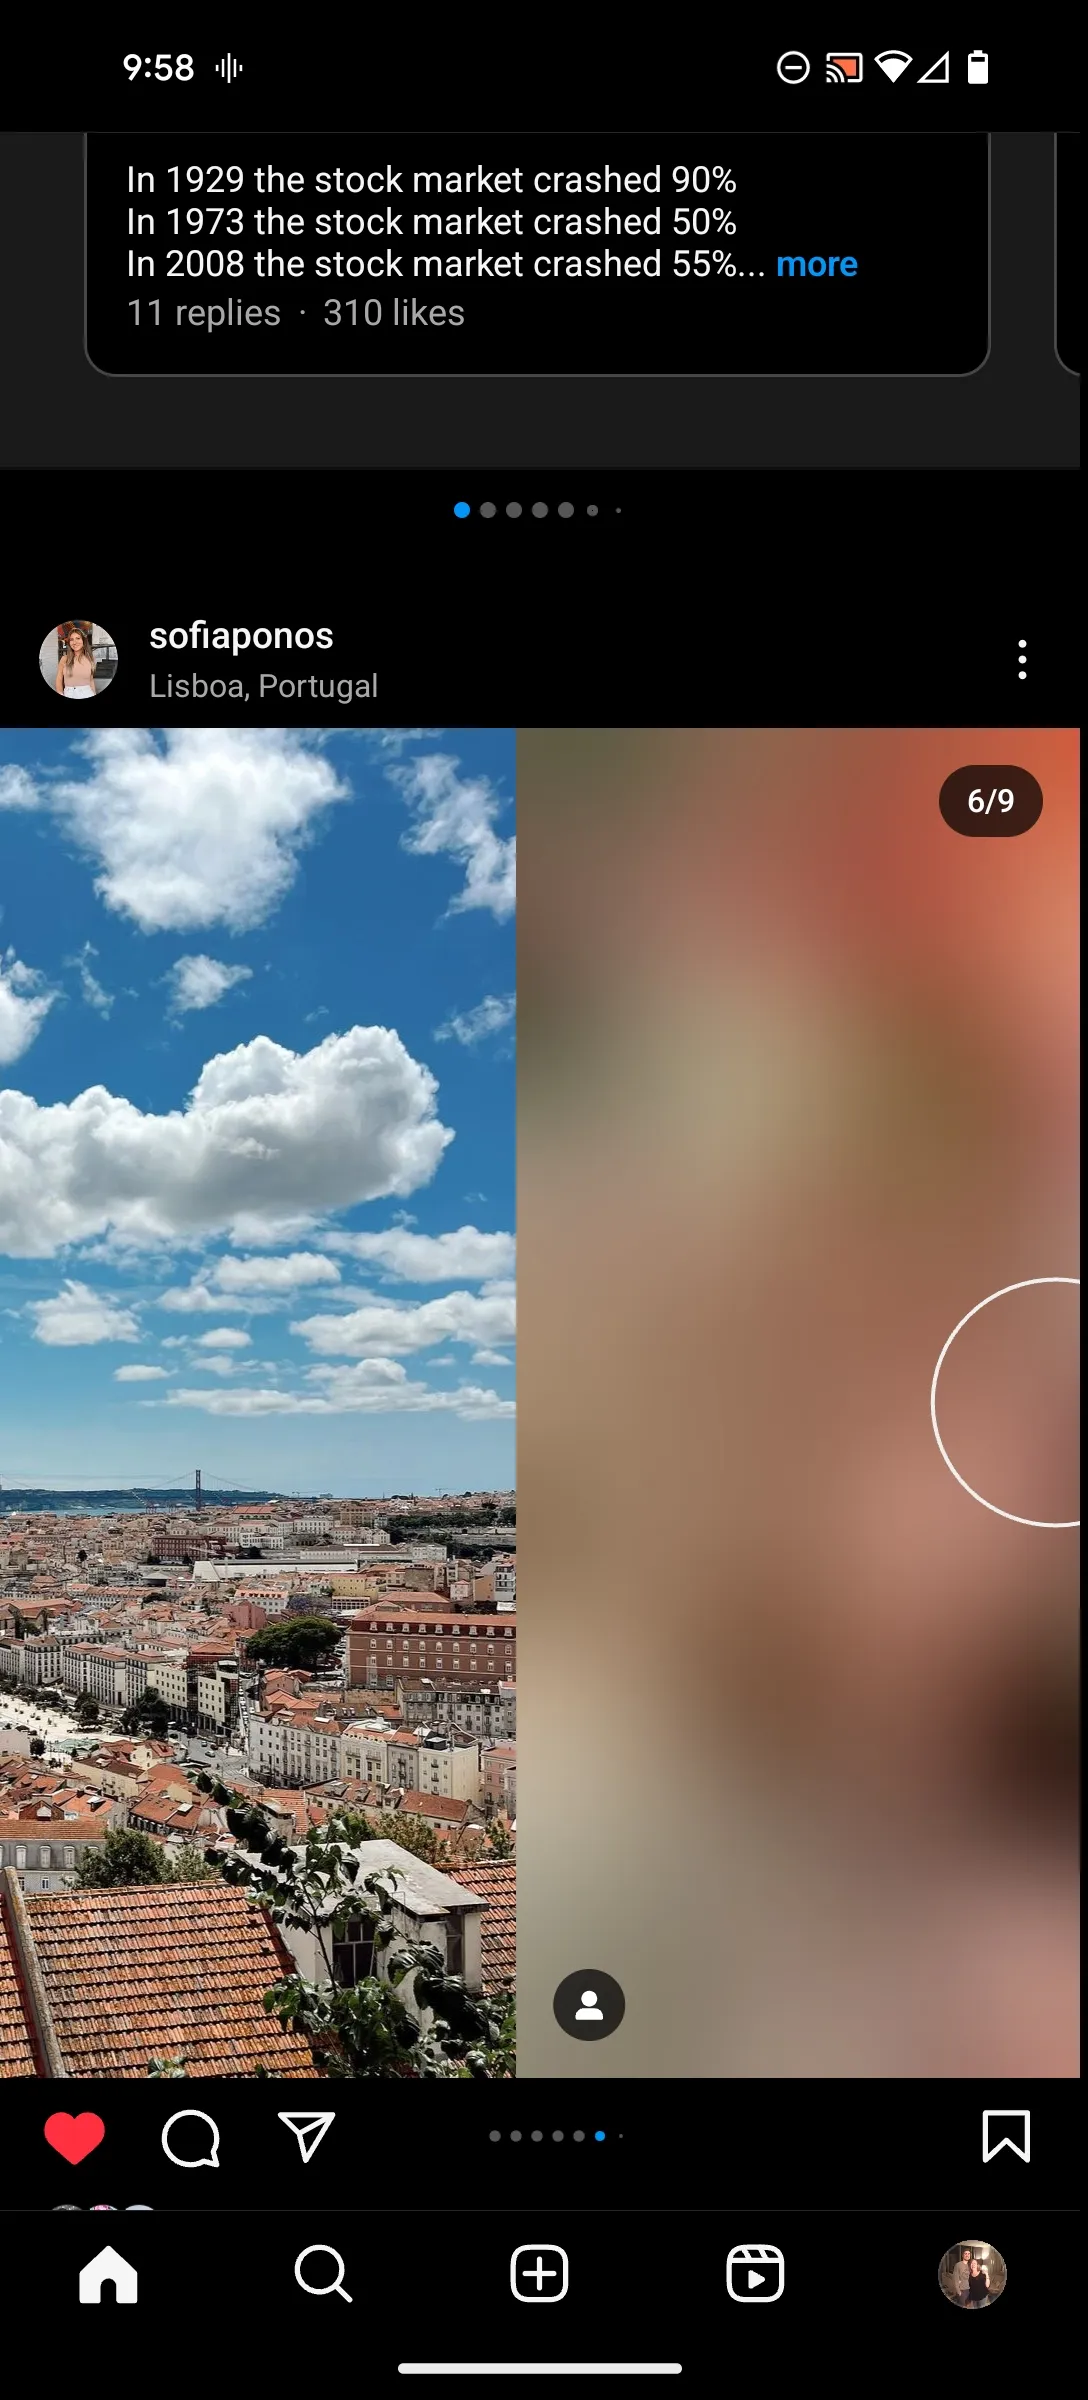 9:58
In 1929 the stock market crashed 90%
In 1973 the stock market crashed 50%
In 2008 the stock market crashed 55%... more
11 replies · 310 likes
sofiaponos
Lisboa, Portugal
6/9